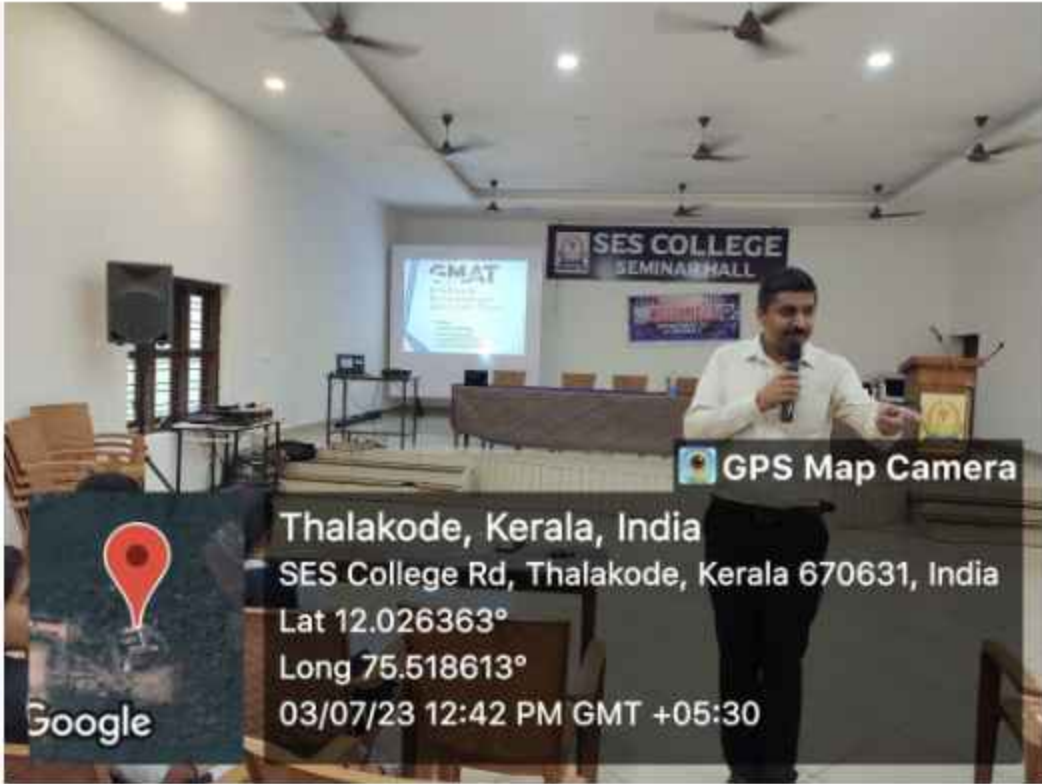 GMAT
SES COLLEGE
SEMINAR HALL
GPS Map Camera
Thalakode, Kerala, India
SES College Rd, Thalakode, Kerala 670631, India
Lat 12.026363°
Long 75.518613°
03/07/23 12:42 PM GMT +05:30
Google